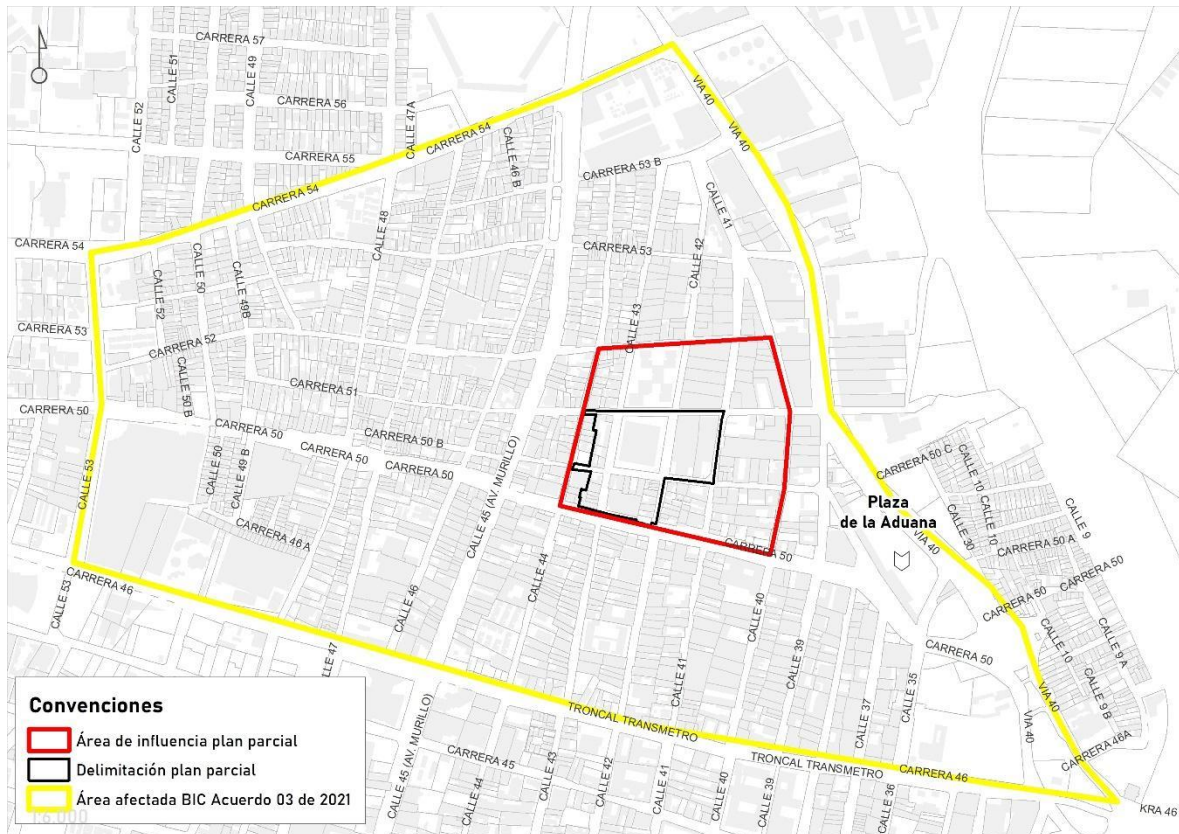 CARRERA 57
CALLE 51
CALLE 49
CALLE 52
CARRERA 56
CALLE 47A
CARRERA 55
CARRERA 54
CALLE 46 B
VIA 40
CARRERA 53 B
VIA 40
CARRERA 54
CALLE 48
CALLE 41
CARRERA 54
CALLE 50
CALLE 52
CALLE 49B
CARRERA 53
CALLE 42
CARRERA 53
CARRERA 52
CALLE 43
CALLE 50 B
CARRERA 51
CARRERA 50
CARRERA 50
CARRERA 50 B
CARRERA 50
CARRERA 50
CALLE 50
CALLE 49 B
CALLE 53
CALLE 45 (AV. MURILLO)
CARRERA 50 C
CALLE 10
CALLE 10
CALLE 9
CALLE 30
Plaza
de la Aduana
VIA 40
CARRERA 50 A
CARRERA 46 A
CALLE 44
CARRERA 50
CARRERA 50
CARRERA 50
CARRERA 46
CALLE 53
CALLE 46
CALLE 40
CALLE 39
CALLE 10
CALLE 9 A
CALLE 47
CALLE 41
CALLE 35
CARRERA 50
CALLE 9 B
VIA 40
VIA 40
CALLE 37
CARRERA 46A
TRONCAL TRANSMETRO
TRONCAL TRANSMETRO
CARRERA 46
KRA 46
CALLE 45 (AV. MURILLO)
CARRERA 45
CALLE 44
CALLE 43
CALLE 42
CALLE 41
CALLE 40
CALLE 39
CALLE 36
Convenciones
Área de influencia plan parcial
Delimitación plan parcial
Área afectada BIC Acuerdo 03 de 2021
1:6.000